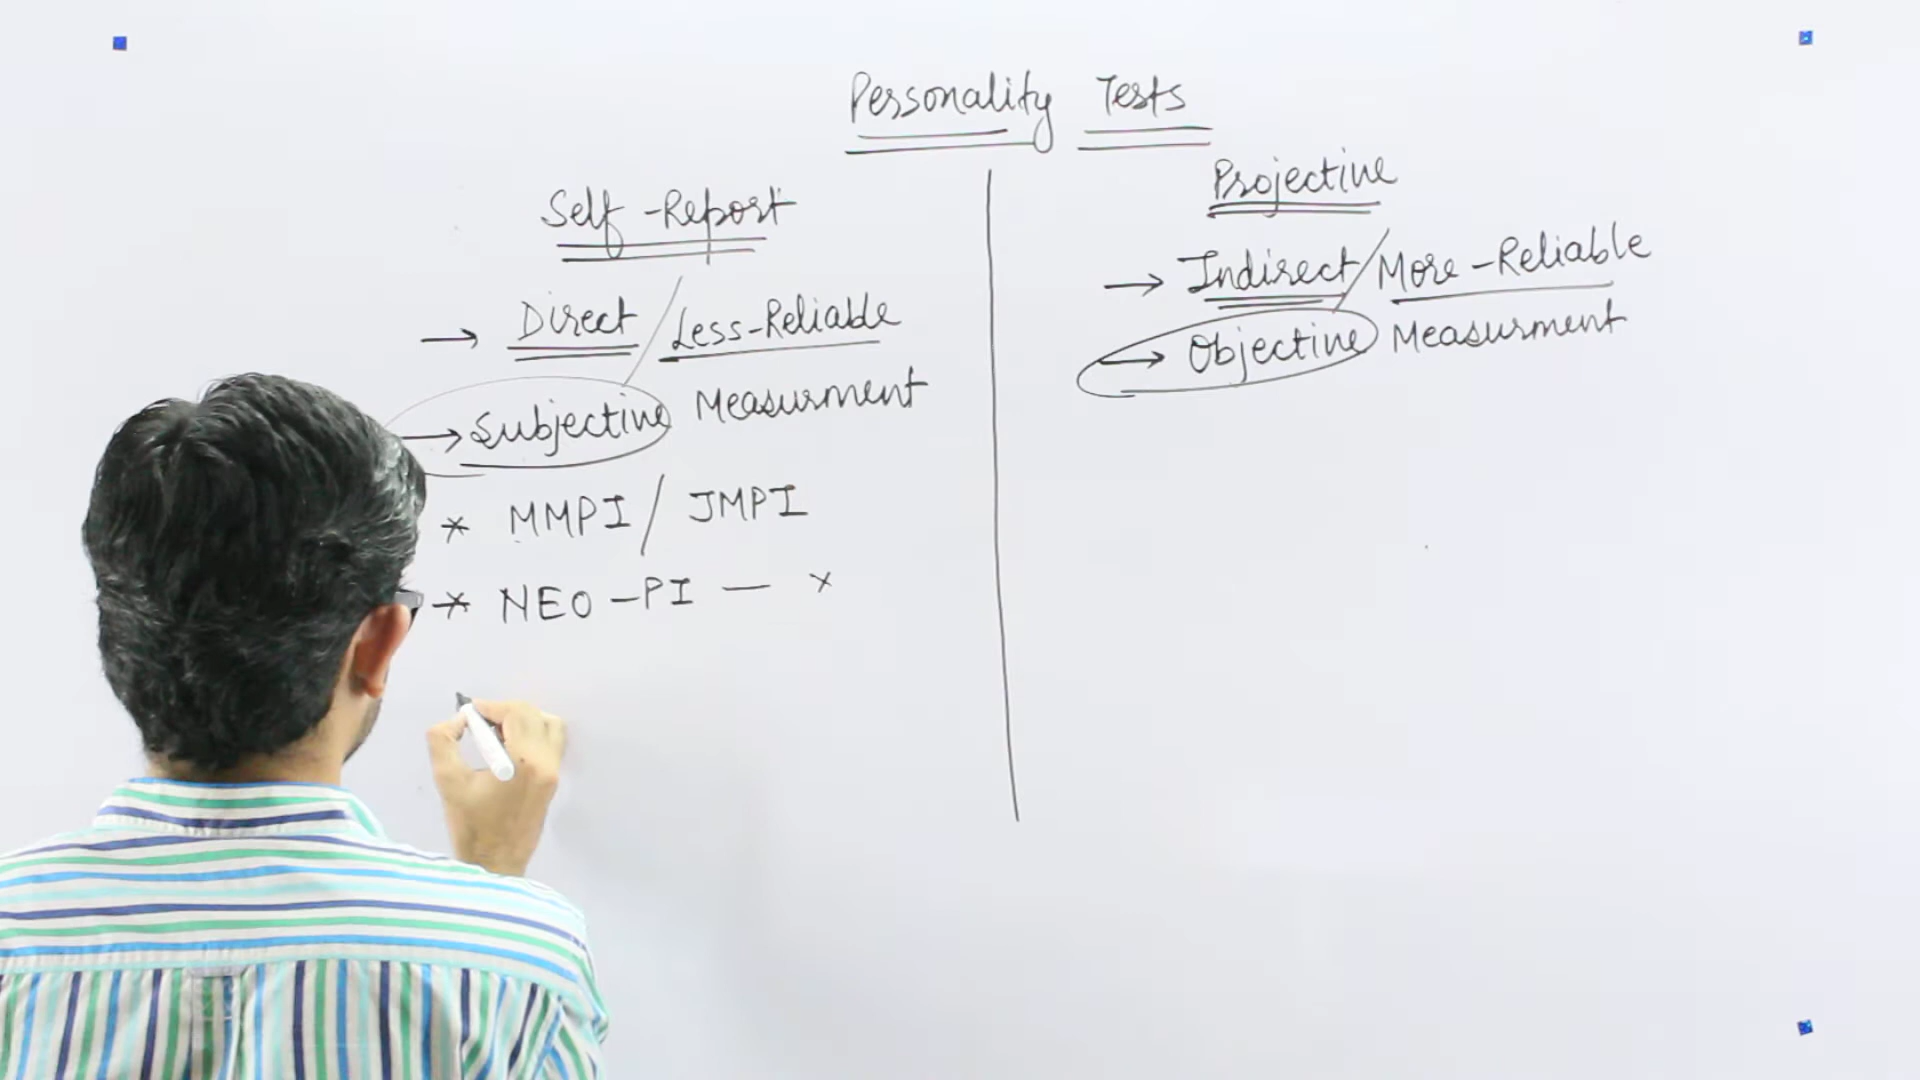 Personality Tests
Self-Report
→ Direct / Less-Reliable
→ Subjective Measurment
* MMPI / JMPI
* NEO-PI — ×
Projective
→ Indirect / More-Reliable
→ Objective Measurment